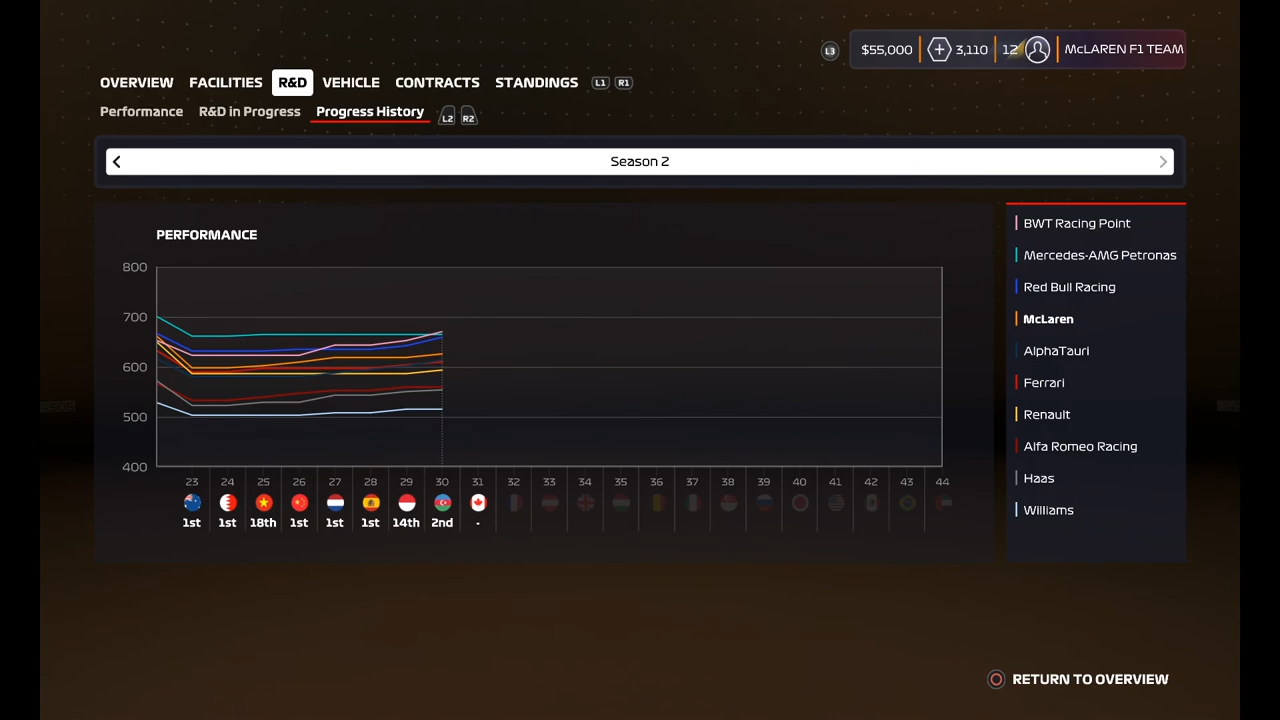 L3 $55,000 3,110 12 McLAREN F1 TEAM
OVERVIEW FACILITIES R&D VEHICLE CONTRACTS STANDINGS L1 R1
Performance R&D in Progress Progress History L2 R2
Season 2
PERFORMANCE
800
700
600
500
400
23 24 25 26 27 28 29 30 31 32 33 34 35 36 37 38 39 40 41 42 43 44
1st 1st 18th 1st 1st 1st 14th 2nd -
BWT Racing Point
Mercedes-AMG Petronas
Red Bull Racing
McLaren
AlphaTauri
Ferrari
Renault
Alfa Romeo Racing
Haas
Williams
RETURN TO OVERVIEW